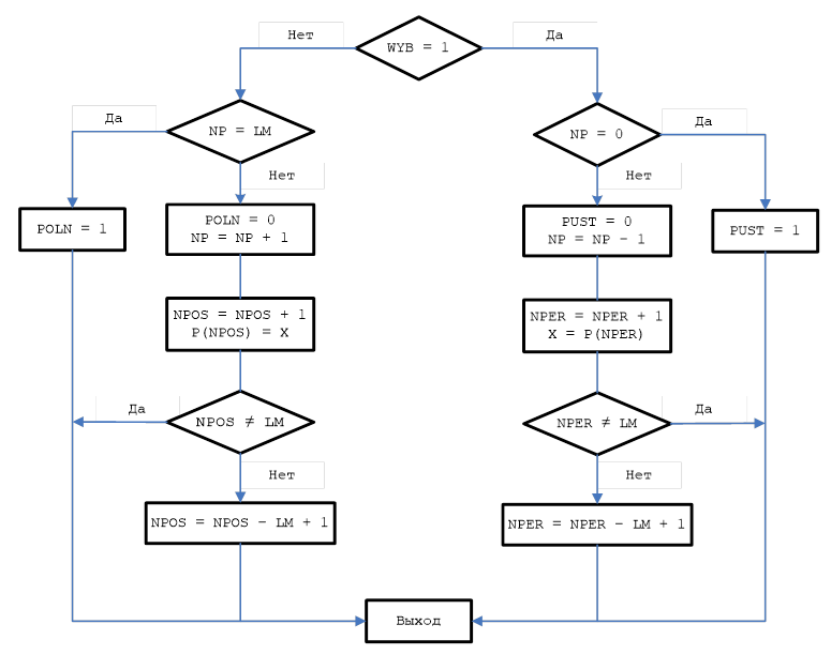 Нет
WYB = 1
Да
Да
NP = LM
NP = 0
Да
Нет
Нет
POLN = 1
POLN = 0
NP = NP + 1
PUST = 0
NP = NP - 1
PUST = 1
NPOS = NPOS + 1
P(NPOS) = X
NPER = NPER + 1
X = P(NPER)
Да
NPOS ≠ LM
NPER ≠ LM
Да
Нет
Нет
NPOS = NPOS - LM + 1
NPER = NPER - LM + 1
Выход